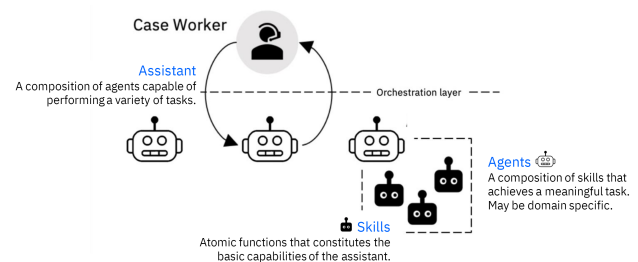 Case Worker
Assistant
A composition of agents capable of
performing a variety of tasks.
Orchestration layer
Agents
A composition of skills that
achieves a meaningful task.
May be domain specific.
Skills
Atomic functions that constitutes the
basic capabilities of the assistant.